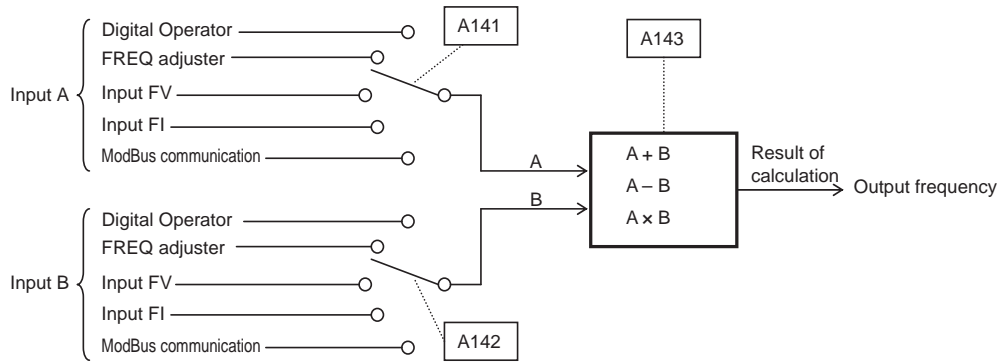 Digital Operator
A141
A143
FREQ adjuster
Input A
Input FV
Input FI
ModBus communication
A
B
A + B
A – B
A × B
Result of
calculation
Output frequency
Digital Operator
FREQ adjuster
Input B
Input FV
Input FI
A142
ModBus communication